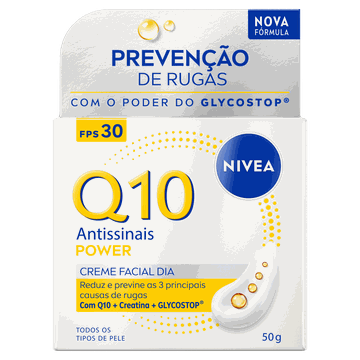 NOVA
FÓRMULA
PREVENÇÃO
DE RUGAS
COM O PODER DO GLYCOSTOP®
FPS 30
NIVEA
Q10
Antissinais
POWER
CREME FACIAL DIA
Reduz e previne as 3 principais
causas de rugas
Com Q10 + Creatina + GLYCOSTOP®
TODOS OS
TIPOS DE PELE
50g